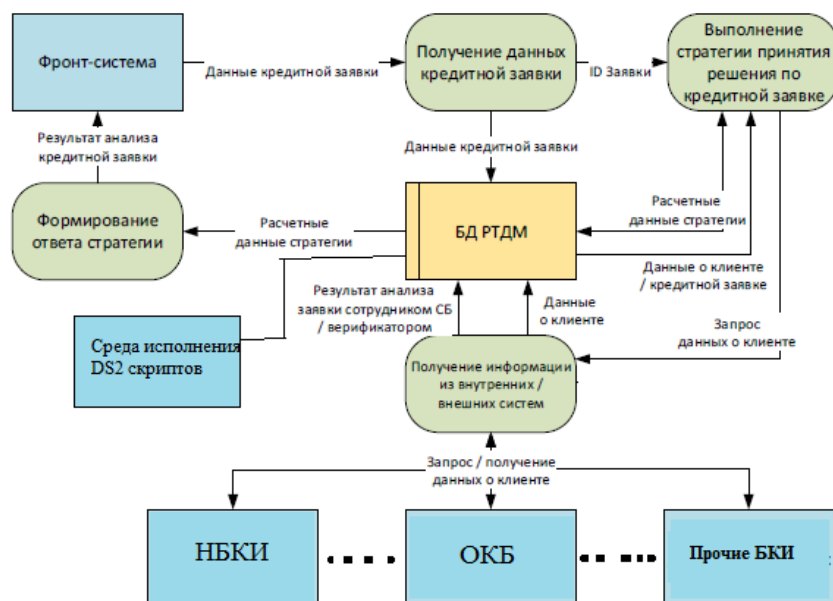 Фронт-система
Данные кредитной заявки
Получение данных
кредитной заявки
ID Заявки
Выполнение
стратегии принятия
решения по
кредитной заявке
Результат анализа
кредитной заявки
Данные кредитной заявки
Формирование
ответа стратегии
Расчетные
данные стратегии
БД РТДМ
Расчетные
данные стратегии
Данные о клиенте
/ кредитной заявке
Результат анализа
заявки сотрудником СБ
/ верификатором
Данные
о клиенте
Запрос
данных о клиенте
Среда исполнения
DS2 скриптов
Получение информации
из внутренних /
внешних систем
Запрос / получение
данных о клиенте
НБКИ
ОКБ
Прочие БКИ